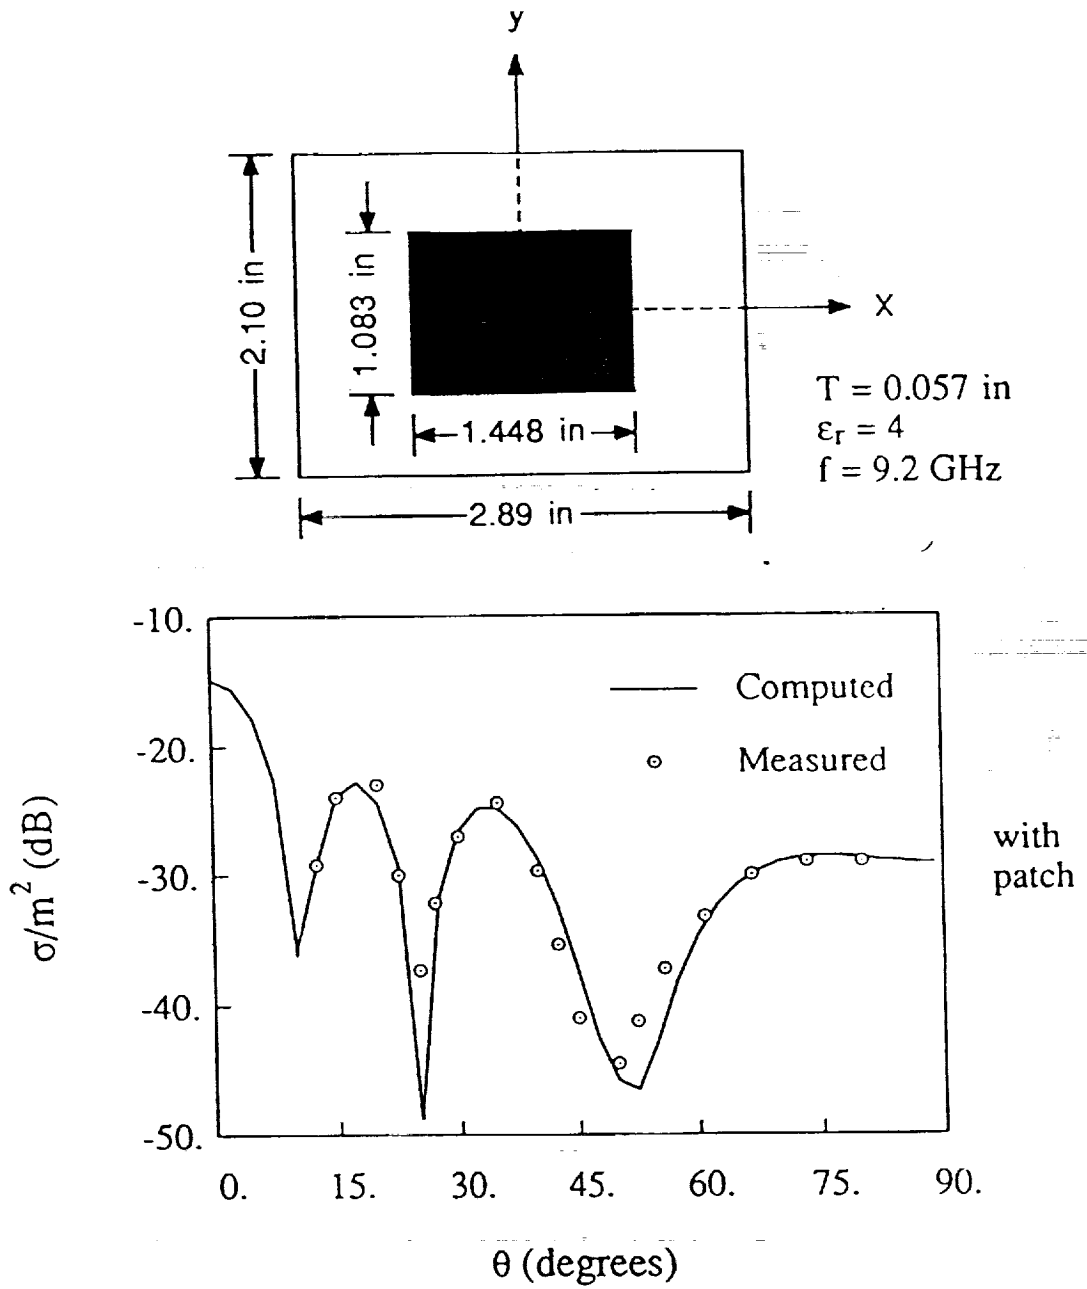 y
2.10 in
1.083 in
X
T = 0.057 in
εr = 4
f = 9.2 GHz
1.448 in
2.89 in
-10.
-20.
-30.
-40.
-50.
σ/m² (dB)
Computed
Measured
with
patch
0. 15. 30. 45. 60. 75. 90.
θ (degrees)